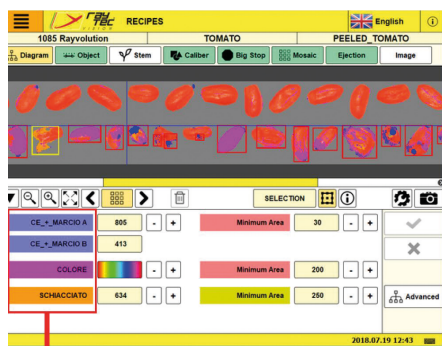 RayTec VISION RECIPES English
1085 Rayvolution TOMATO PEELED_TOMATO
Diagram Object Stem Caliber Big Stop Mosaic Ejection Image
SELECTION
CE_+_MARCIO A 805 - + Minimum Area 30 - +
CE_+_MARCIO B 413
COLORE - + Minimum Area 200 - +
SCHIACCIATO 634 - + Minimum Area 250 - + Advanced
2018.07.19 12:43